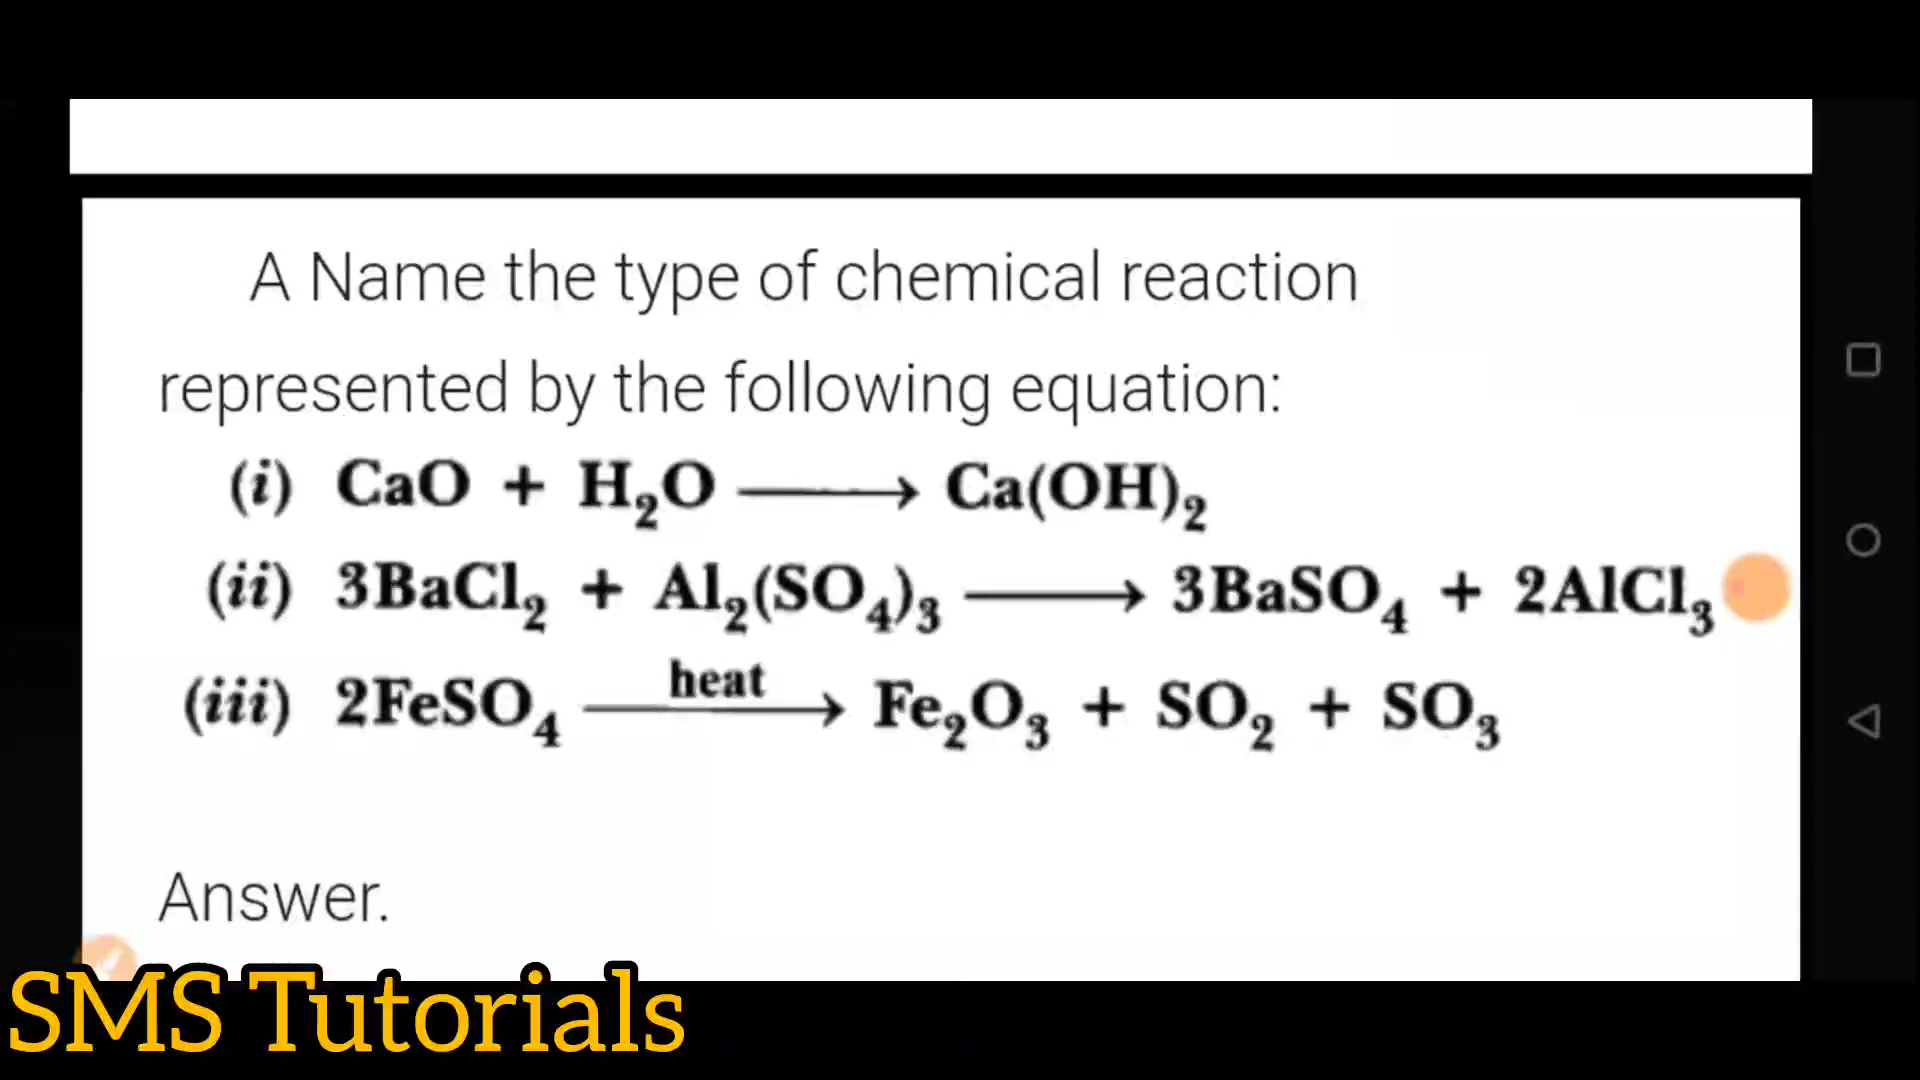 A Name the type of chemical reaction
represented by the following equation:
(i) CaO + H₂O ⟶ Ca(OH)₂
(ii) 3BaCl₂ + Al₂(SO₄)₃ ⟶ 3BaSO₄ + 2AlCl₃
heat
(iii) 2FeSO₄ ⟶ Fe₂O₃ + SO₂ + SO₃
Answer.
SMS Tutorials